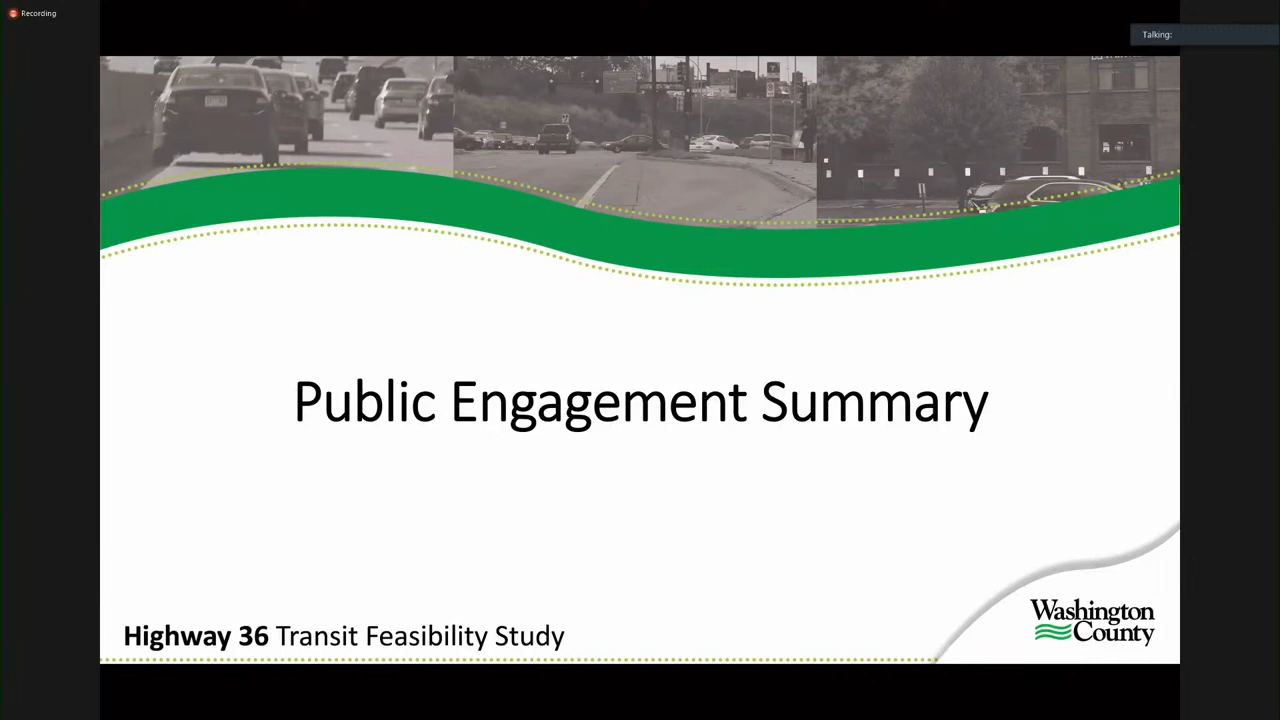 Recording
Talking:
Public Engagement Summary
Highway 36 Transit Feasibility Study
Washington
County